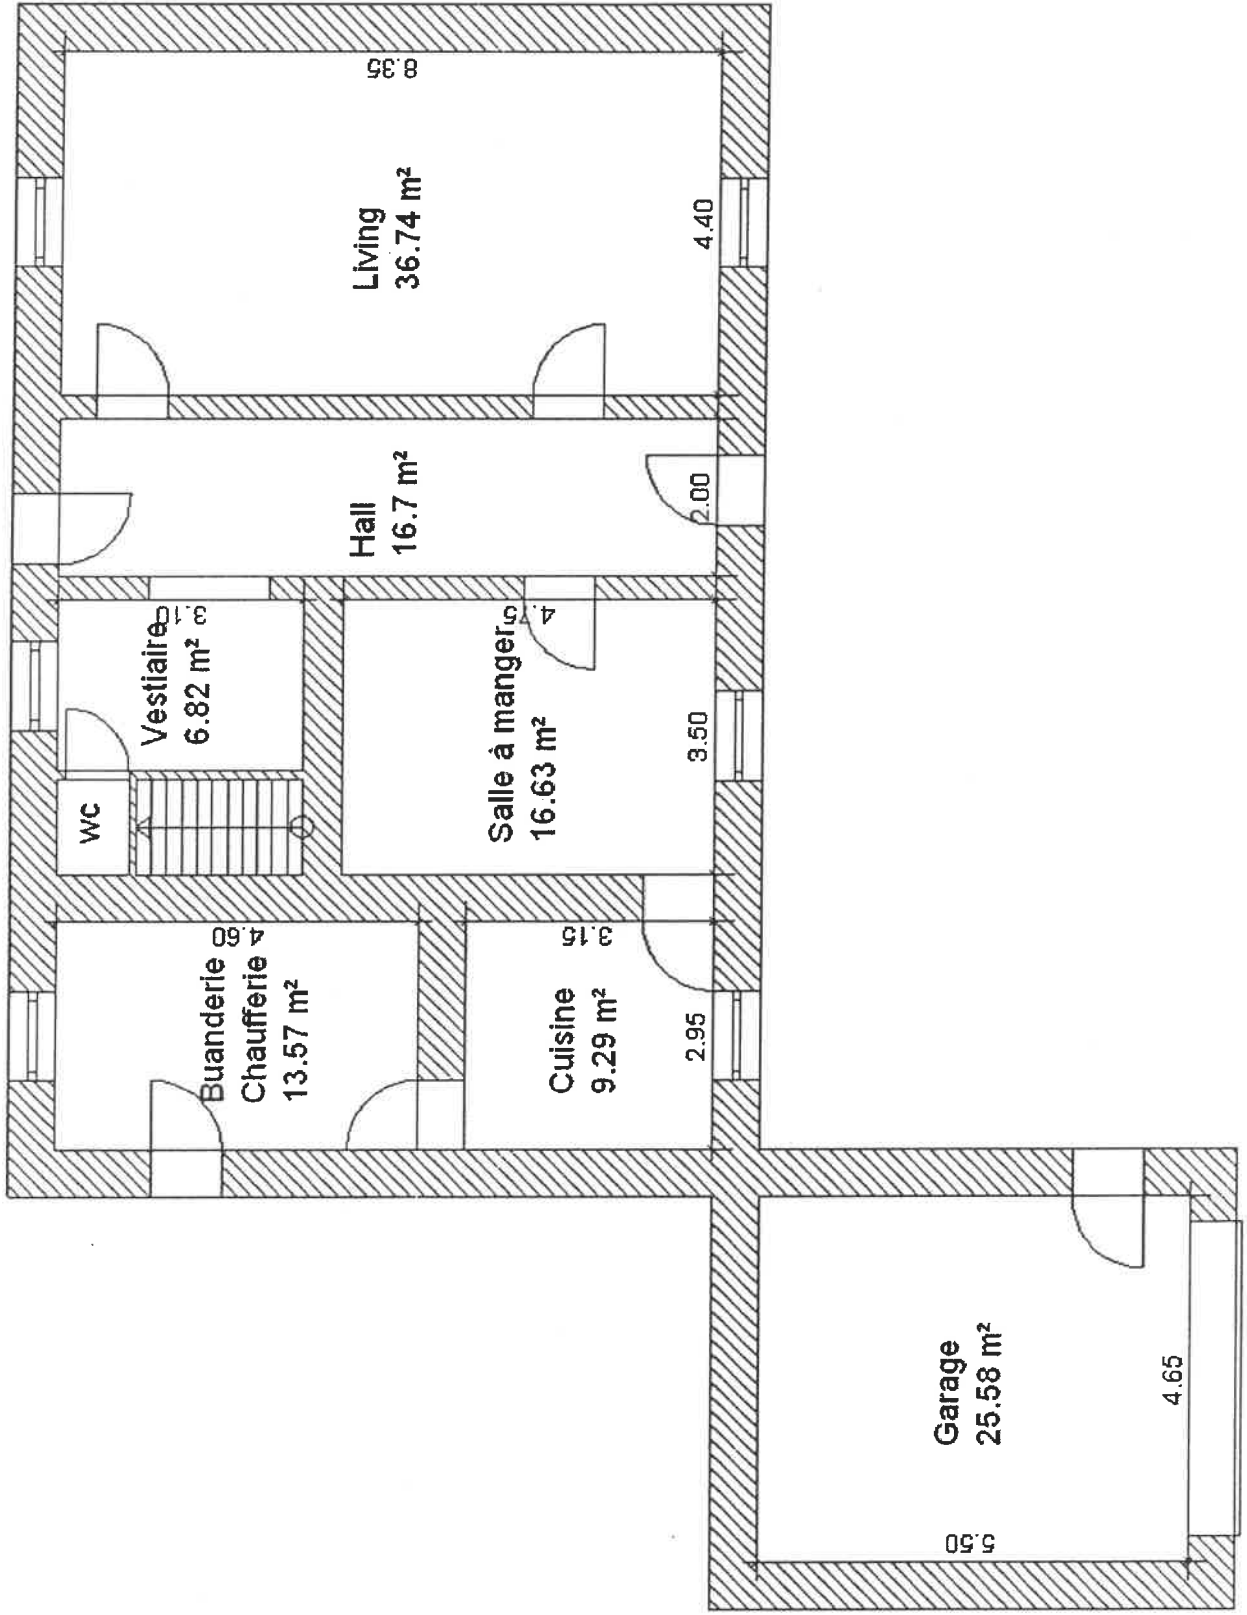 8.35
Living
36.74 m²
4.40
Hall
16.7 m²
2.00
3.10
Vestiaire
6.82 m²
WC
4.75
Salle à manger
16.63 m²
3.50
4.60
Buanderie
Chaufferie
13.57 m²
3.15
Cuisine
9.29 m²
2.95
Garage
25.58 m²
4.65
5.50